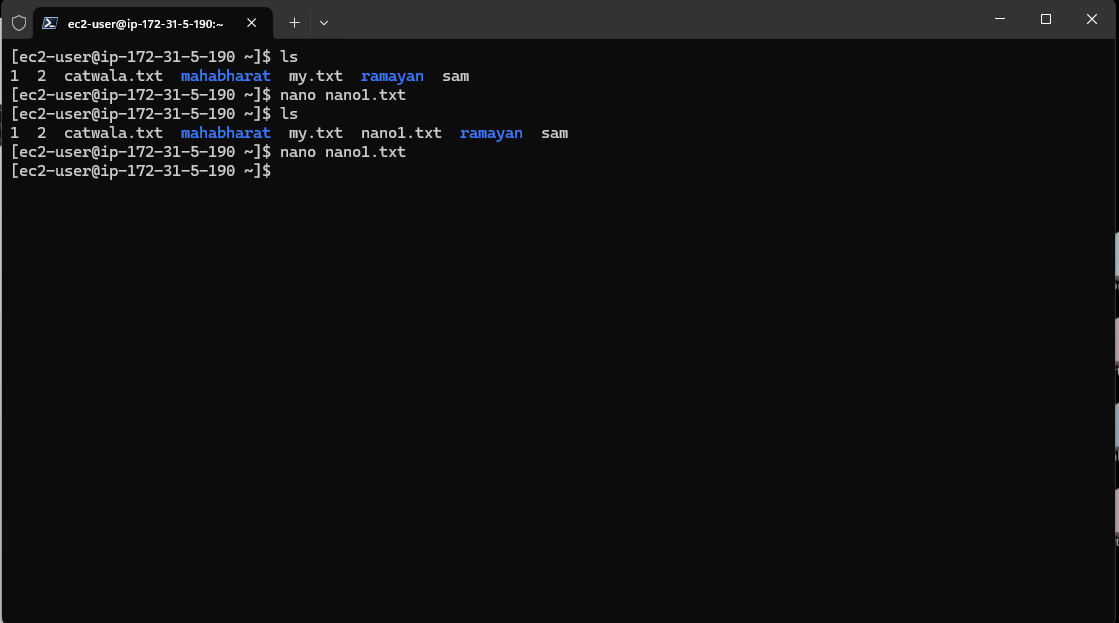 ec2-user@ip-172-31-5-190:~
[ec2-user@ip-172-31-5-190 ~]$ ls
1  2  catwala.txt  mahabharat  my.txt  ramayan  sam
[ec2-user@ip-172-31-5-190 ~]$ nano nano1.txt
[ec2-user@ip-172-31-5-190 ~]$ ls
1  2  catwala.txt  mahabharat  my.txt  nano1.txt  ramayan  sam
[ec2-user@ip-172-31-5-190 ~]$ nano nano1.txt
[ec2-user@ip-172-31-5-190 ~]$